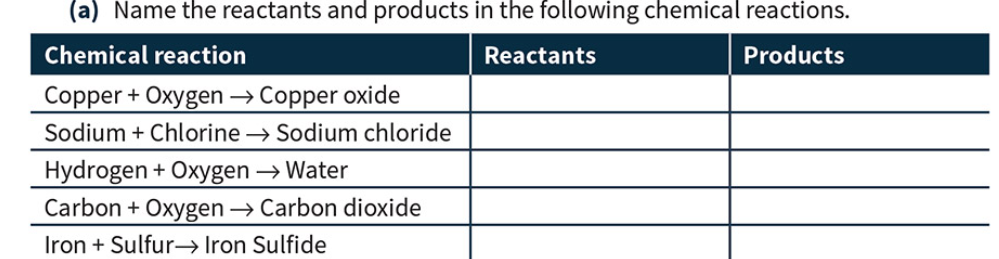 (a) Name the reactants and products in the following chemical reactions.
Chemical reaction Reactants Products
Copper + Oxygen → Copper oxide
Sodium + Chlorine → Sodium chloride
Hydrogen + Oxygen → Water
Carbon + Oxygen → Carbon dioxide
Iron + Sulfur→ Iron Sulfide